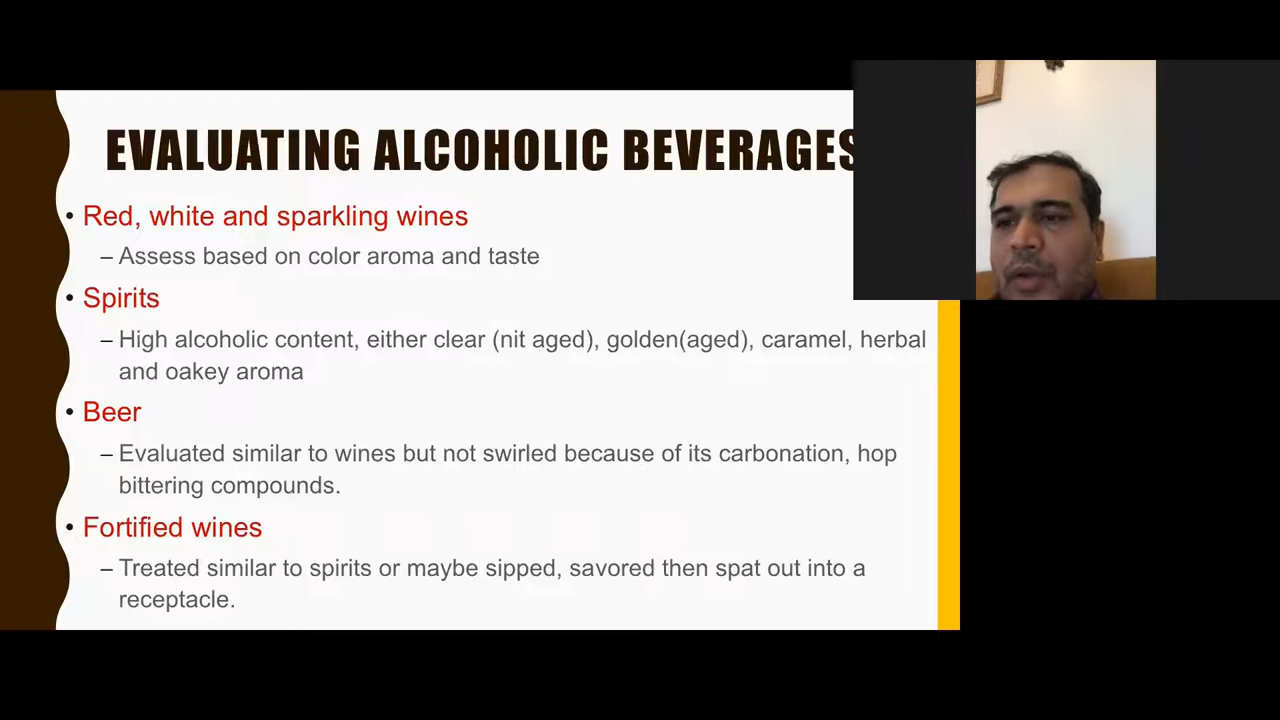 EVALUATING ALCOHOLIC BEVERAGES
• Red, white and sparkling wines
– Assess based on color aroma and taste
• Spirits
– High alcoholic content, either clear (nit aged), golden(aged), caramel, herbal
and oakey aroma
• Beer
– Evaluated similar to wines but not swirled because of its carbonation, hop
bittering compounds.
• Fortified wines
– Treated similar to spirits or maybe sipped, savored then spat out into a
receptacle.